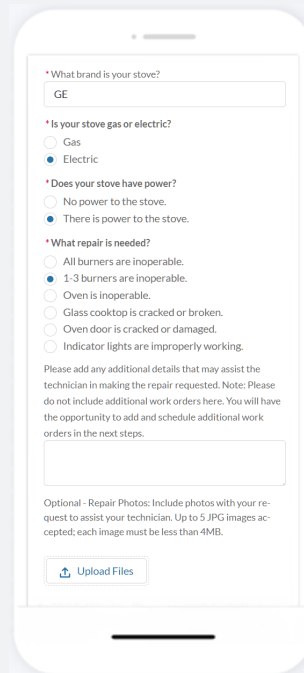 *What brand is your stove?
GE
*Is your stove gas or electric?
Gas
Electric
*Does your stove have power?
No power to the stove.
There is power to the stove.
*What repair is needed?
All burners are inoperable.
1-3 burners are inoperable.
Oven is inoperable.
Glass cooktop is cracked or broken.
Oven door is cracked or damaged.
Indicator lights are improperly working.
Please add any additional details that may assist the
technician in making the repair requested. Note: Please
do not include additional work orders here. You will have
the opportunity to add and schedule additional work
orders in the next steps.
Optional - Repair Photos: Include photos with your re-
quest to assist your technician. Up to 5 JPG images ac-
cepted; each image must be less than 4MB.
Upload Files